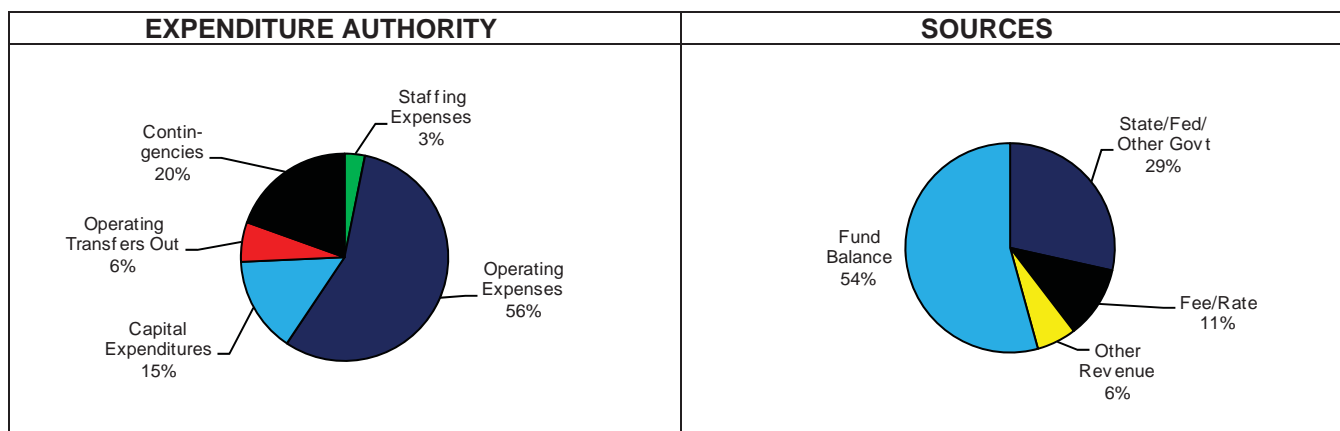 EXPENDITURE AUTHORITY
SOURCES
Staffing
Expenses
3%
Contin-
gencies
20%
Operating
Transfers Out
6%
Operating
Expenses
56%
Capital
Expenditures
15%
State/Fed/
Other Govt
29%
Fund
Balance
54%
Fee/Rate
11%
Other
Revenue
6%